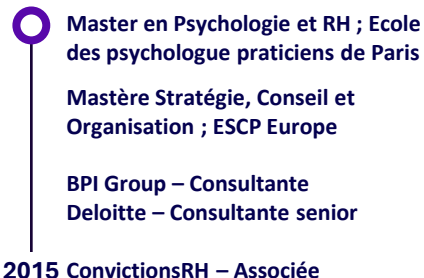 Master en Psychologie et RH ; Ecole
des psychologue praticiens de Paris
Mastère Stratégie, Conseil et
Organisation ; ESCP Europe
BPI Group – Consultante
Deloitte – Consultante senior
2015 ConvictionsRH – Associée